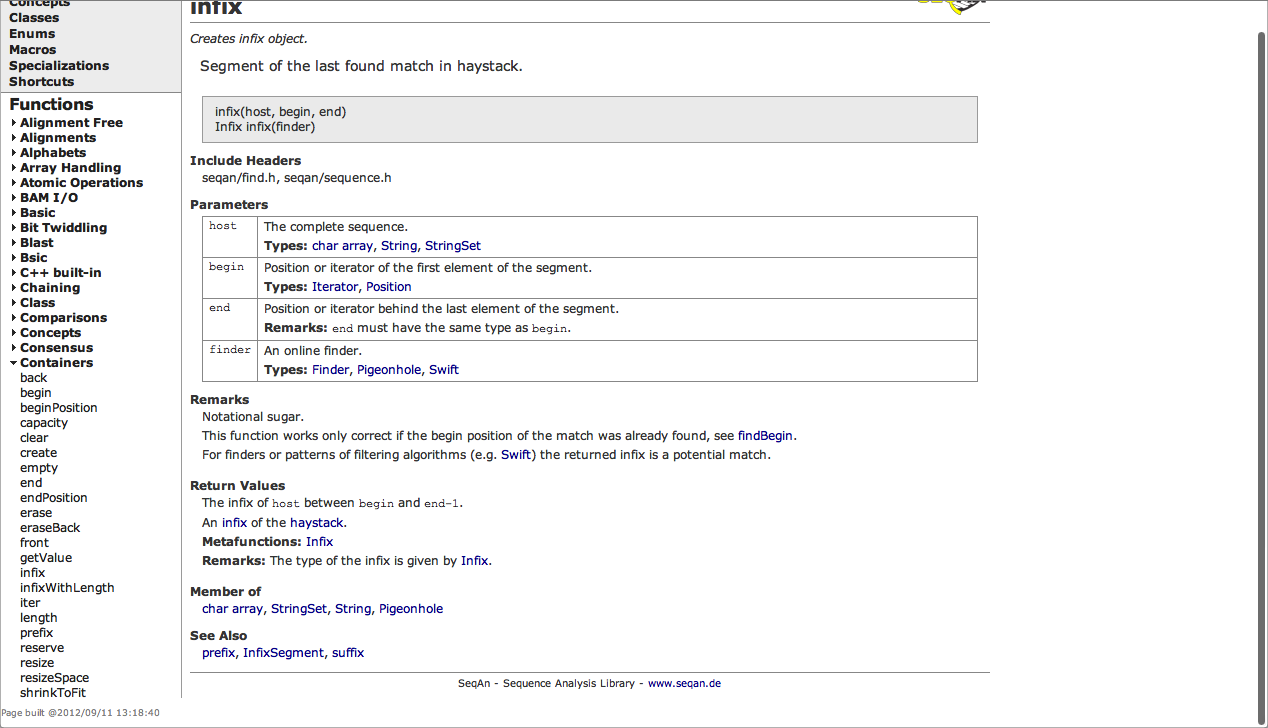 Concepts
Classes
Enums
Macros
Specializations
Shortcuts
Functions
Alignment Free
Alignments
Alphabets
Array Handling
Atomic Operations
BAM I/O
Basic
Bit Twiddling
Blast
Bsic
C++ built-in
Chaining
Class
Comparisons
Concepts
Consensus
Containers
back
begin
beginPosition
capacity
clear
create
empty
end
endPosition
erase
eraseBack
front
getValue
infix
infixWithLength
iter
length
prefix
reserve
resize
resizeSpace
shrinkToFit
Page built @2012/09/11 13:18:40
infix
Creates infix object.
Segment of the last found match in haystack.
infix(host, begin, end)
Infix infix(finder)
Include Headers
seqan/find.h, seqan/sequence.h
Parameters
host The complete sequence.
Types: char array, String, StringSet
begin Position or iterator of the first element of the segment.
Types: Iterator, Position
end Position or iterator behind the last element of the segment.
Remarks: end must have the same type as begin.
finder An online finder.
Types: Finder, Pigeonhole, Swift
Remarks
Notational sugar.
This function works only correct if the begin position of the match was already found, see findBegin.
For finders or patterns of filtering algorithms (e.g. Swift) the returned infix is a potential match.
Return Values
The infix of host between begin and end-1.
An infix of the haystack.
Metafunctions: Infix
Remarks: The type of the infix is given by Infix.
Member of
char array, StringSet, String, Pigeonhole
See Also
prefix, InfixSegment, suffix
SeqAn - Sequence Analysis Library - www.seqan.de